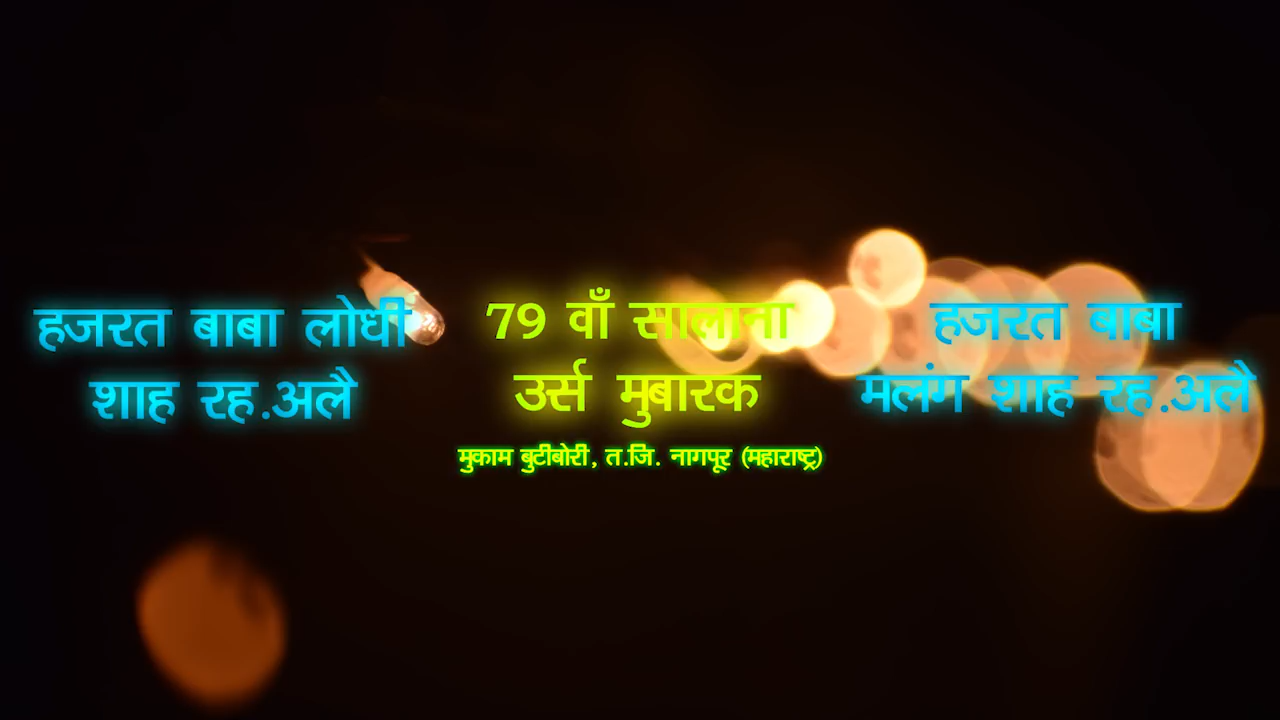 हजरत बाबा लोधी
शाह रह.अलै
79 वाँ सालाना
उर्स मुबारक
मुकाम बुटीबोरी, त.जि. नागपूर (महाराष्ट्र)
हजरत बाबा
मलंग शाह रह.अलै